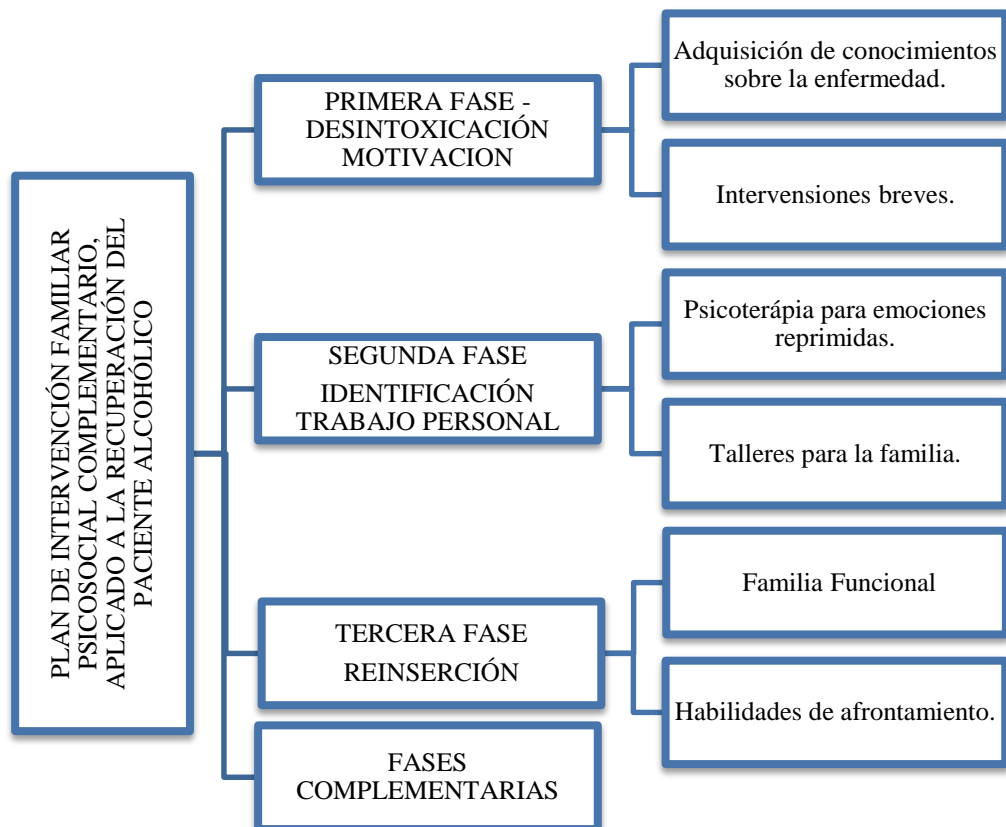 PLAN DE INTERVENCIÓN FAMILIAR
PSICOSOCIAL COMPLEMENTARIO,
APLICADO A LA RECUPERACIÓN DEL
PACIENTE ALCOHÓLICO
PRIMERA FASE -
DESINTOXICACIÓN
MOTIVACION
Adquisición de conocimientos
sobre la enfermedad.
Intervensiones breves.
SEGUNDA FASE
IDENTIFICACIÓN
TRABAJO PERSONAL
Psicoterápia para emociones
reprimidas.
Talleres para la familia.
TERCERA FASE
REINSERCIÓN
Familia Funcional
Habilidades de afrontamiento.
FASES
COMPLEMENTARIAS